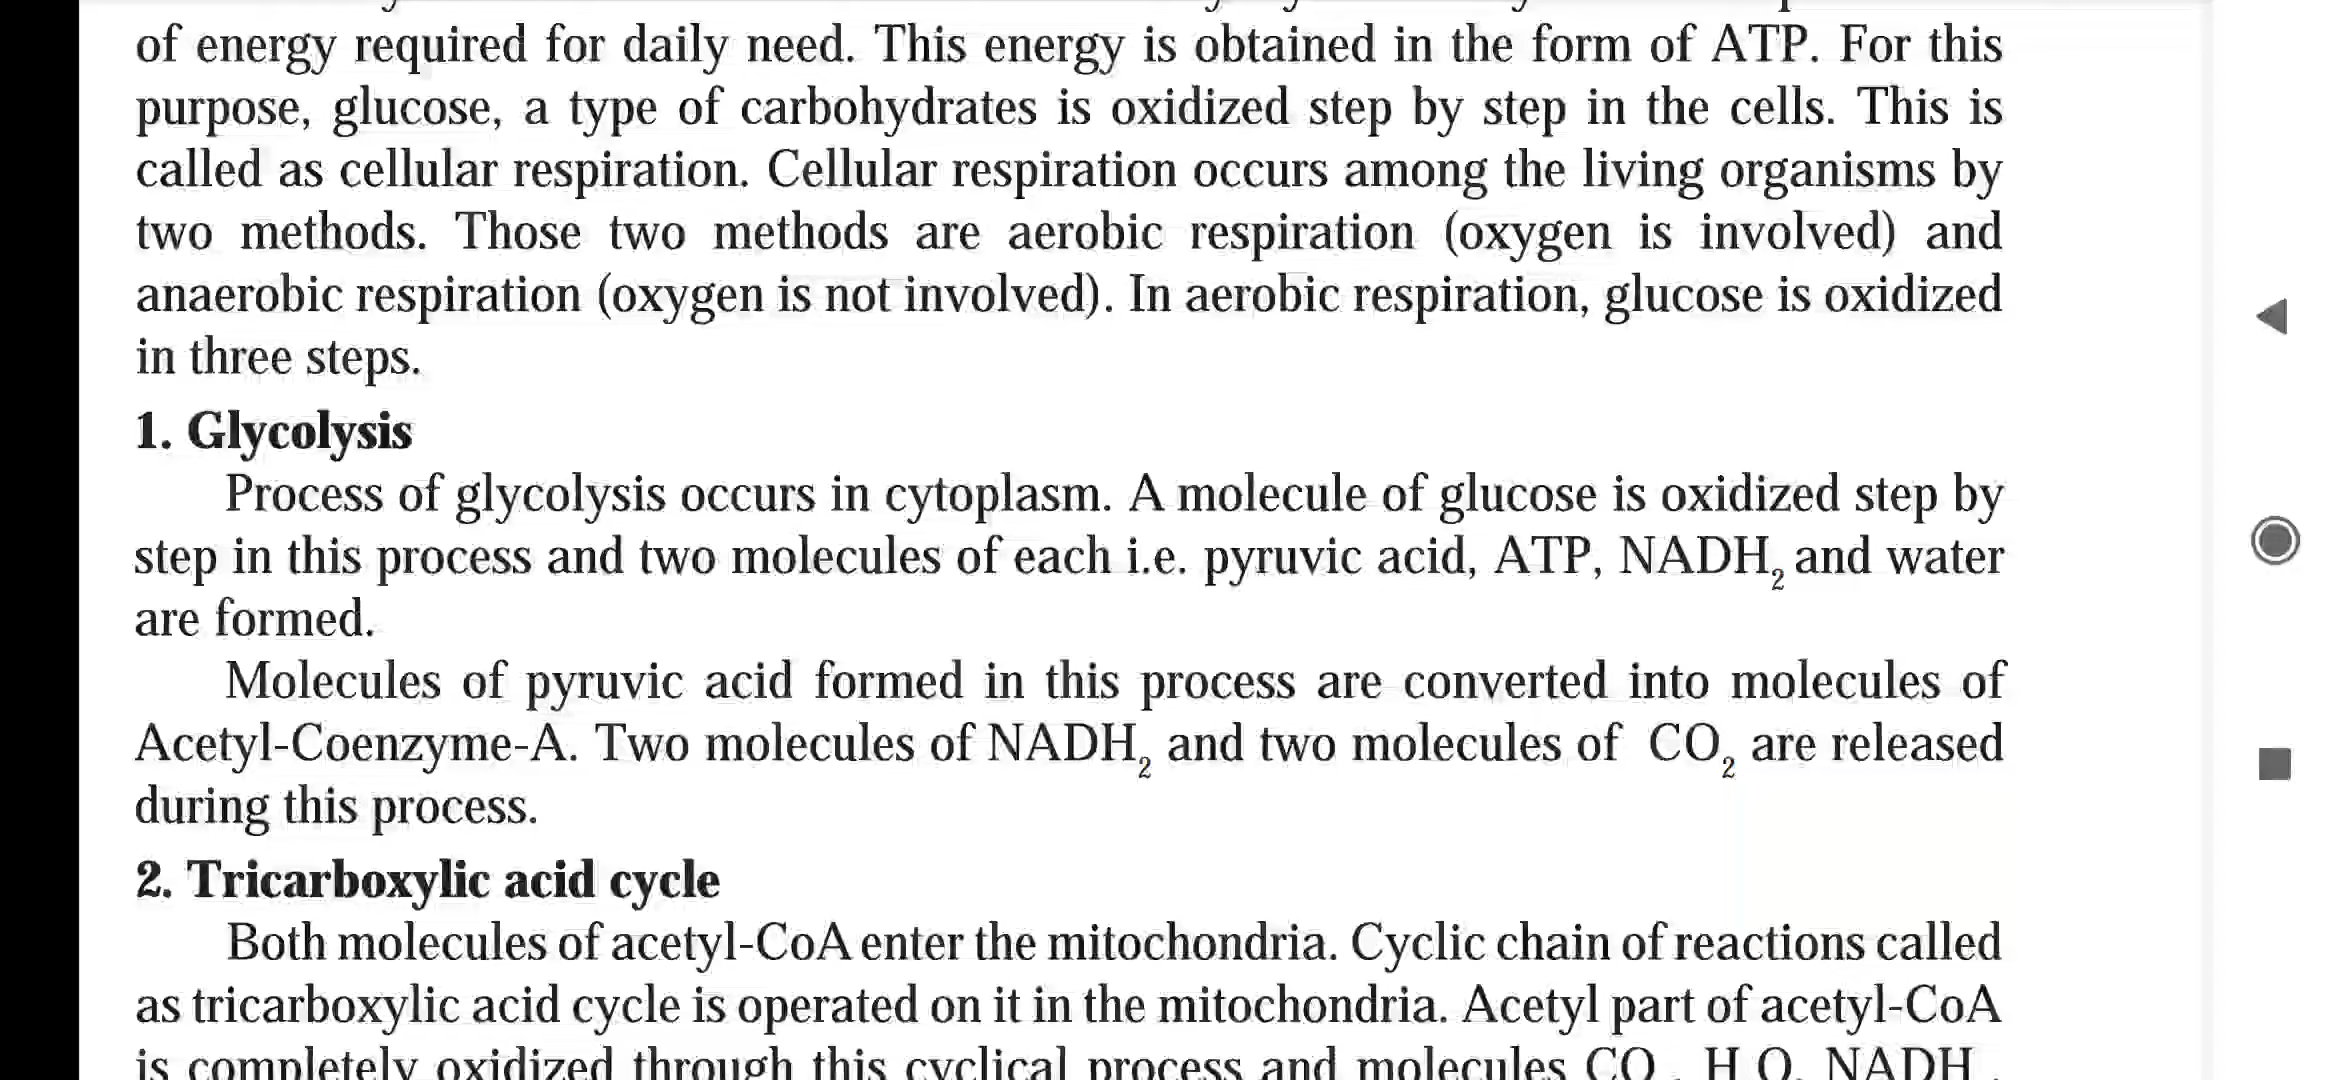 of energy required for daily need. This energy is obtained in the form of ATP. For this
purpose, glucose, a type of carbohydrates is oxidized step by step in the cells. This is
called as cellular respiration. Cellular respiration occurs among the living organisms by
two methods. Those two methods are aerobic respiration (oxygen is involved) and
anaerobic respiration (oxygen is not involved). In aerobic respiration, glucose is oxidized
in three steps.
1. Glycolysis
Process of glycolysis occurs in cytoplasm. A molecule of glucose is oxidized step by
step in this process and two molecules of each i.e. pyruvic acid, ATP, NADH₂ and water
are formed.
Molecules of pyruvic acid formed in this process are converted into molecules of
Acetyl-Coenzyme-A. Two molecules of NADH₂ and two molecules of CO₂ are released
during this process.
2. Tricarboxylic acid cycle
Both molecules of acetyl-CoA enter the mitochondria. Cyclic chain of reactions called
as tricarboxylic acid cycle is operated on it in the mitochondria. Acetyl part of acetyl-CoA
is completely oxidized through this cyclical process and molecules CO , H O, NADH ,